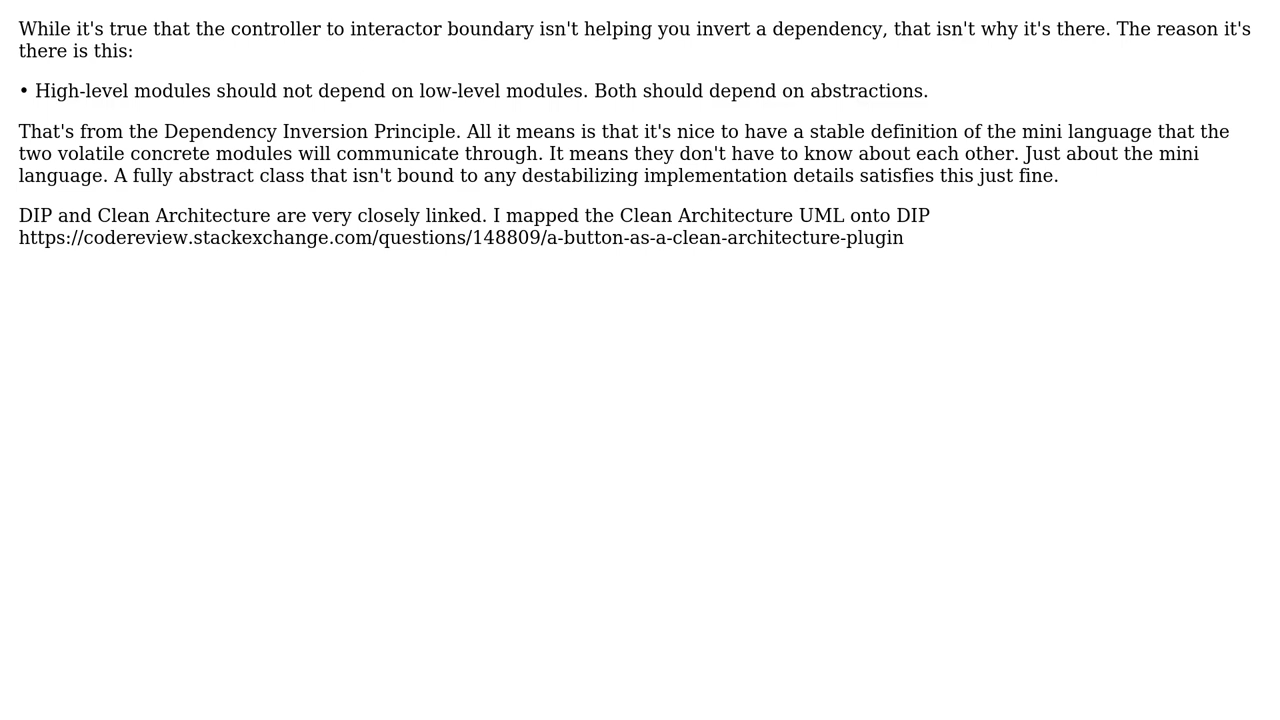 While it's true that the controller to interactor boundary isn't helping you invert a dependency, that isn't why it's there. The reason it's
there is this:
• High-level modules should not depend on low-level modules. Both should depend on abstractions.
That's from the Dependency Inversion Principle. All it means is that it's nice to have a stable definition of the mini language that the
two volatile concrete modules will communicate through. It means they don't have to know about each other. Just about the mini
language. A fully abstract class that isn't bound to any destabilizing implementation details satisfies this just fine.
DIP and Clean Architecture are very closely linked. I mapped the Clean Architecture UML onto DIP
https://codereview.stackexchange.com/questions/148809/a-button-as-a-clean-architecture-plugin